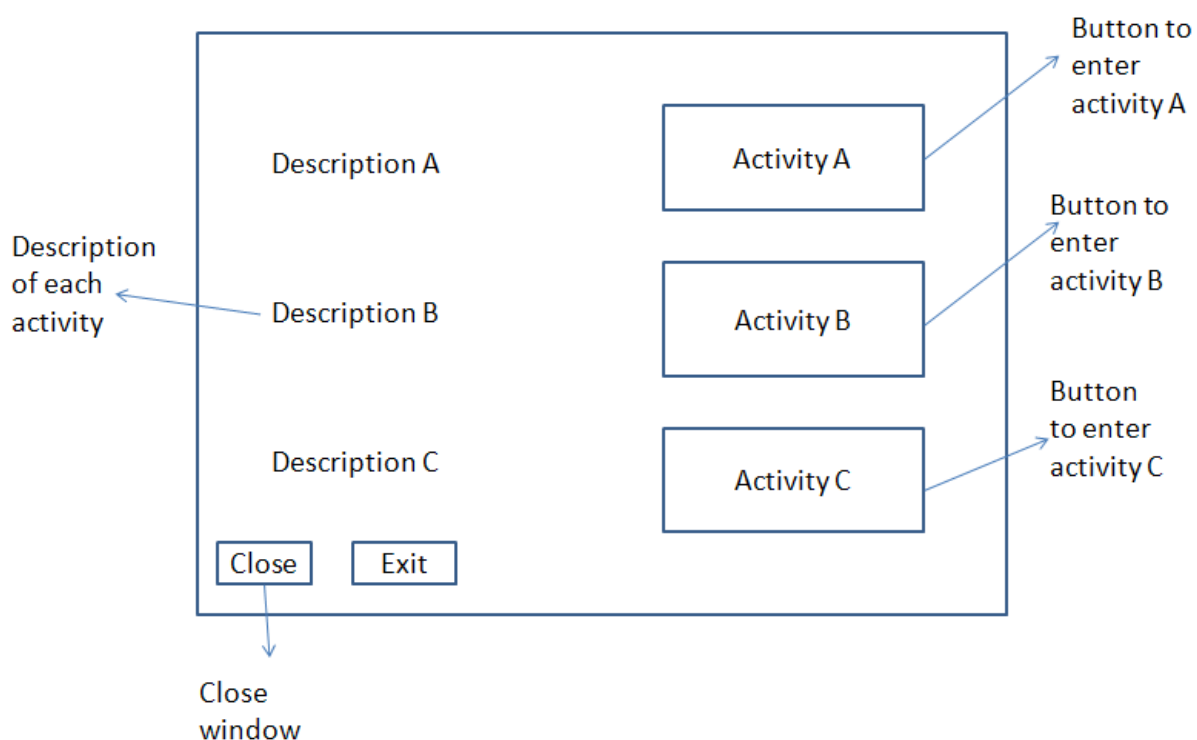 Button to
enter
activity A
Description A
Activity A
Button to
enter
activity B
Description
of each
activity
Description B
Activity B
Button
to enter
activity C
Description C
Activity C
Close
Exit
Close
window